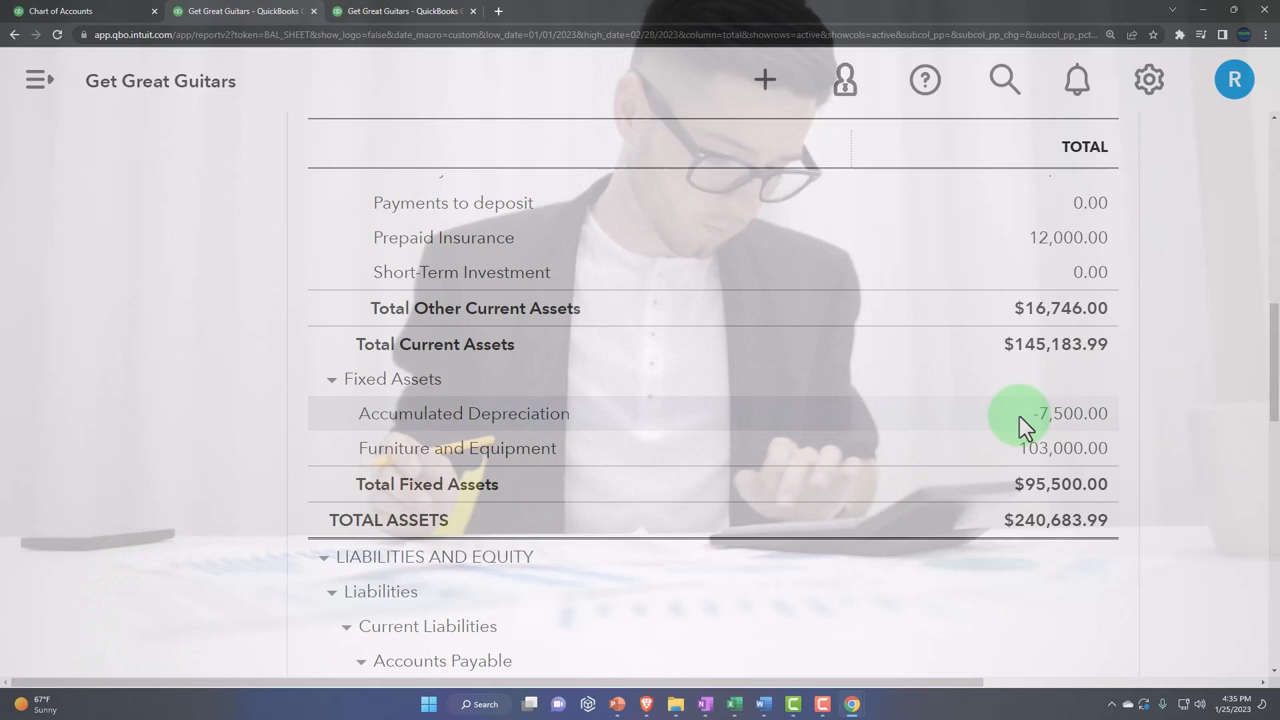 Chart of Accounts
Get Great Guitars - QuickBooks
Get Great Guitars - QuickBooks
app.qbo.intuit.com/app/reportv2?token=BAL_SHEET&show_logo=false&date_macro=custom&low_date=01/01/2023&high_date=02/28/2023&column=total&showrows=active&showcols=active&subcol_pp=&subcol_pp_chg=&subcol_pp_pct...
Get Great Guitars
R
TOTAL
Payments to deposit 0.00
Prepaid Insurance 12,000.00
Short-Term Investment 0.00
Total Other Current Assets $16,746.00
Total Current Assets $145,183.99
Fixed Assets
Accumulated Depreciation -7,500.00
Furniture and Equipment 103,000.00
Total Fixed Assets $95,500.00
TOTAL ASSETS $240,683.99
LIABILITIES AND EQUITY
Liabilities
Current Liabilities
Accounts Payable
67°F
Sunny
Search
4:35 PM
1/25/2023